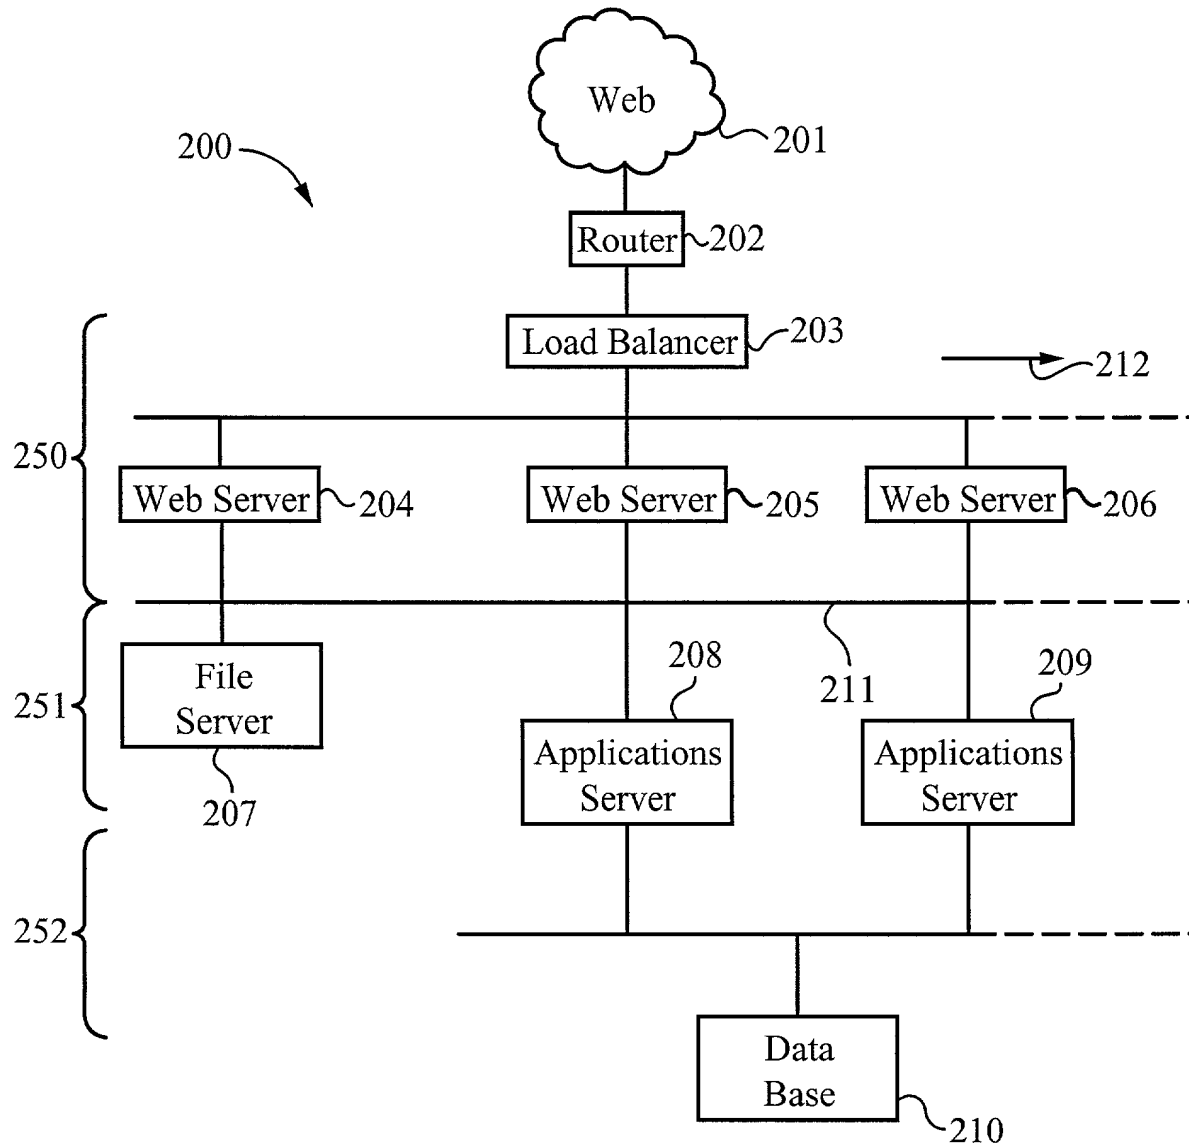 Web
201
200
Router
202
Load Balancer
203
212
250
Web Server
204
Web Server
205
Web Server
206
211
251
File
Server
207
208
Applications
Server
209
Applications
Server
252
Data
Base
210